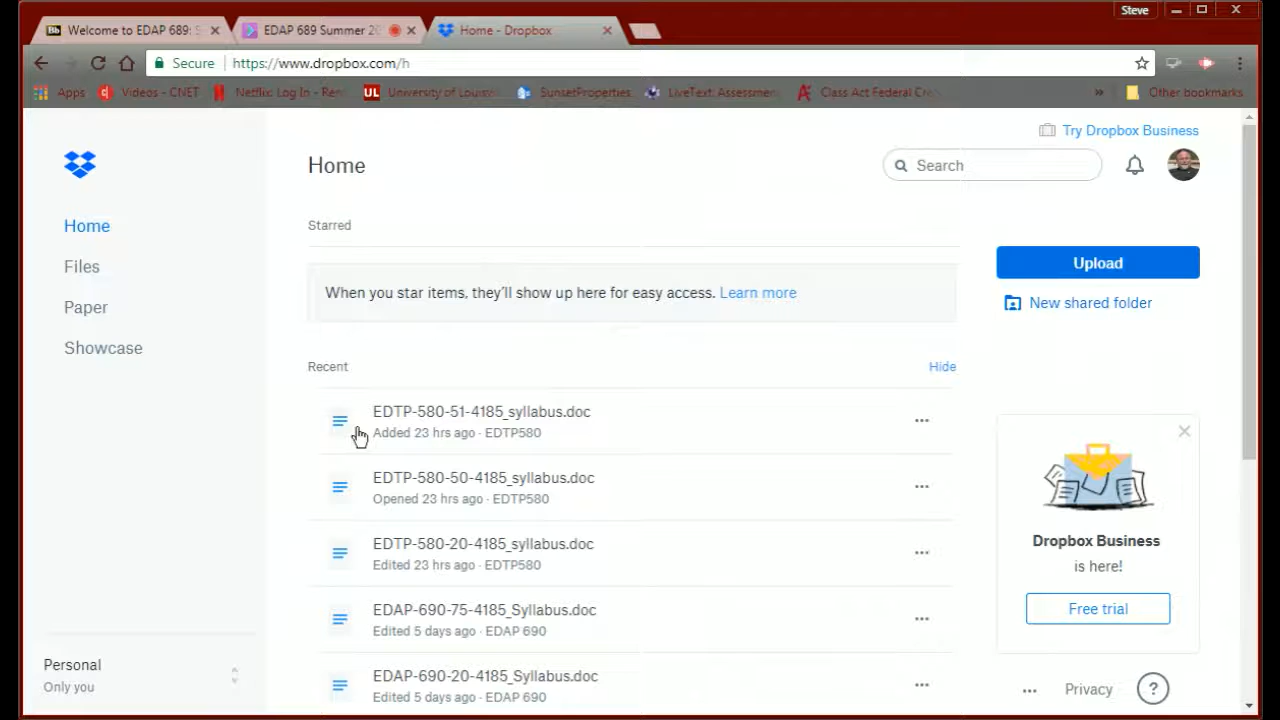 Steve
Bb Welcome to EDAP 689: S
EDAP 689 Summer 20
Home - Dropbox
Secure https://www.dropbox.com/h
Apps
Videos - CNET
Netflix: Log In - Ren
UL University of Louisv
SunsetProperties
LiveText: Assessmen
Class Act Federal Cre
» Other bookmarks
Try Dropbox Business
Home
Search
Home
Files
Paper
Showcase
Starred
When you star items, they’ll show up here for easy access. Learn more
Upload
New shared folder
Recent
Hide
EDTP-580-51-4185_syllabus.doc
Added 23 hrs ago · EDTP580
EDTP-580-50-4185_syllabus.doc
Opened 23 hrs ago · EDTP580
EDTP-580-20-4185_syllabus.doc
Edited 23 hrs ago · EDTP580
EDAP-690-75-4185_Syllabus.doc
Edited 5 days ago · EDAP 690
EDAP-690-20-4185_Syllabus.doc
Edited 5 days ago · EDAP 690
Dropbox Business
is here!
Free trial
Personal
Only you
Privacy
?